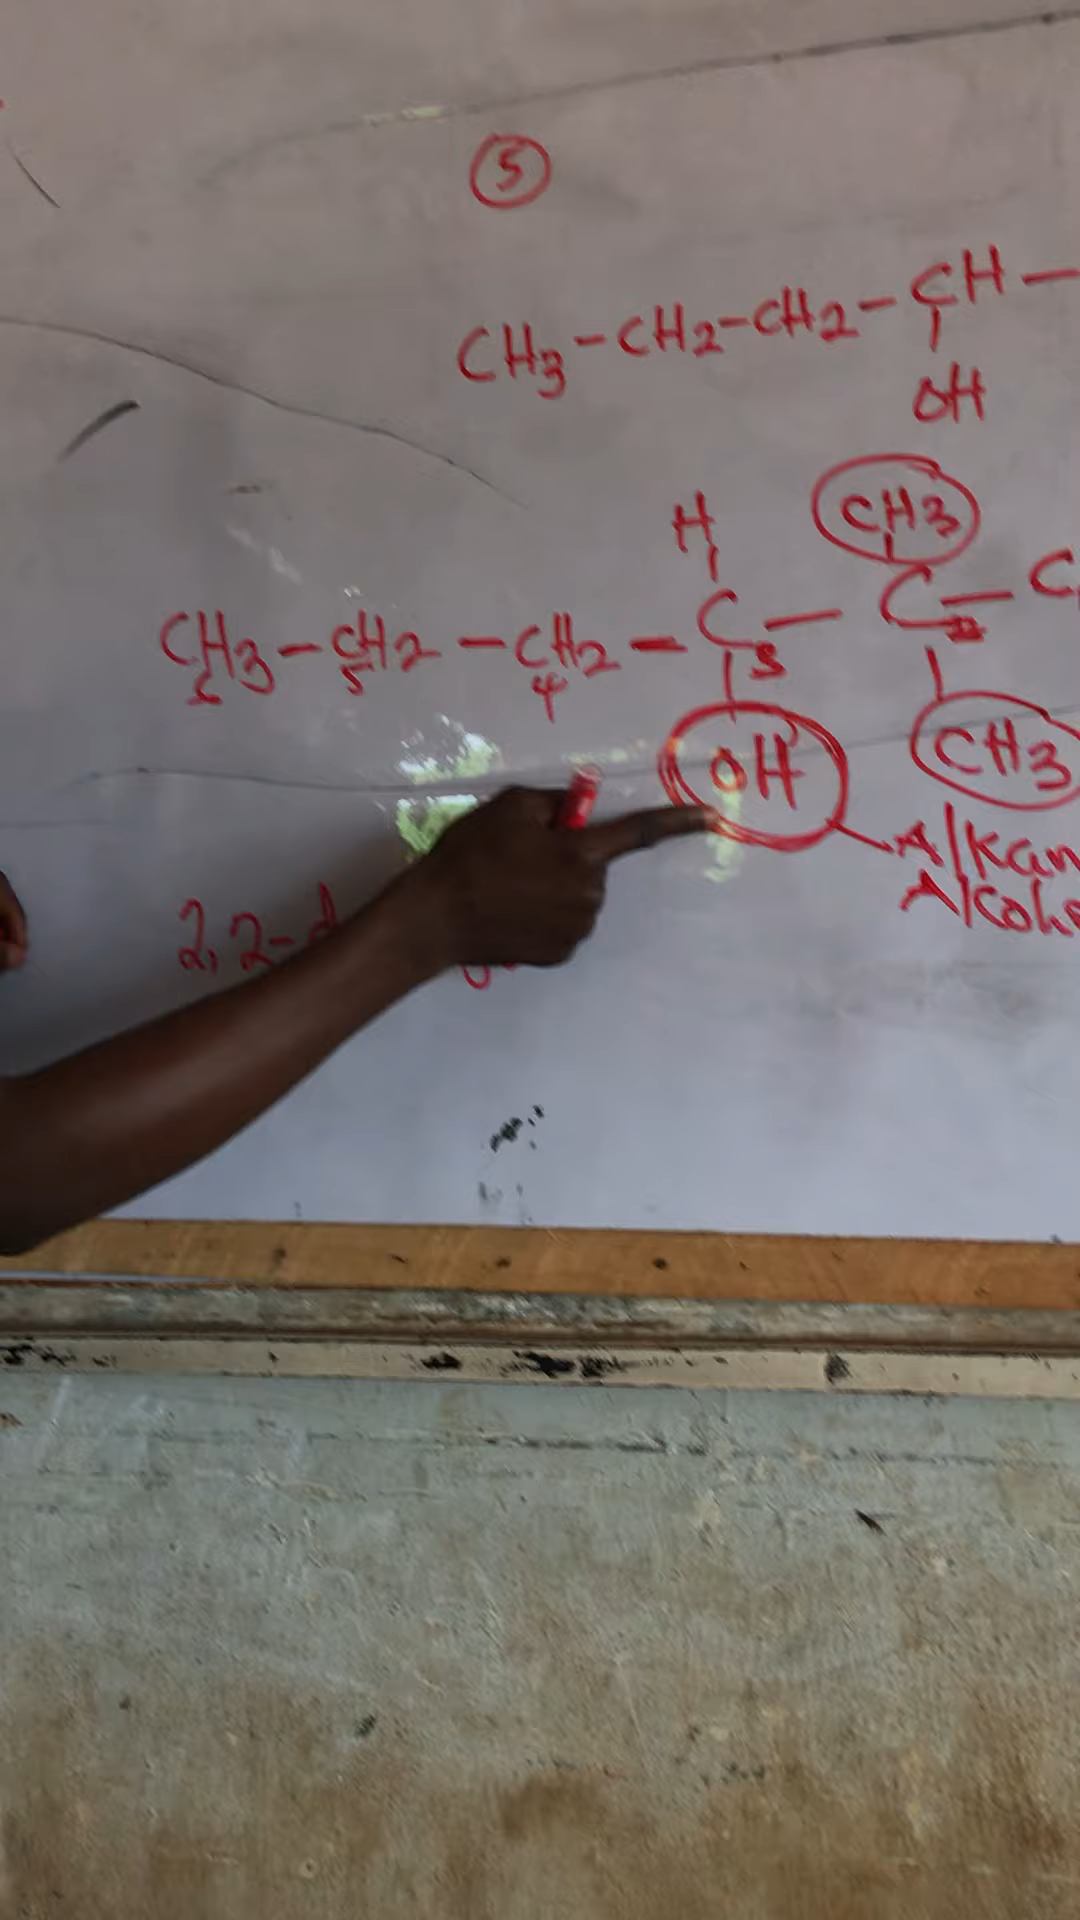 5
CH3-CH2-CH2-CH-
OH
H CH3
CH3-CH2-CH2-C-C-C
6 5 4 3 2
OH CH3
Alkan
Alcoho
2,2-d